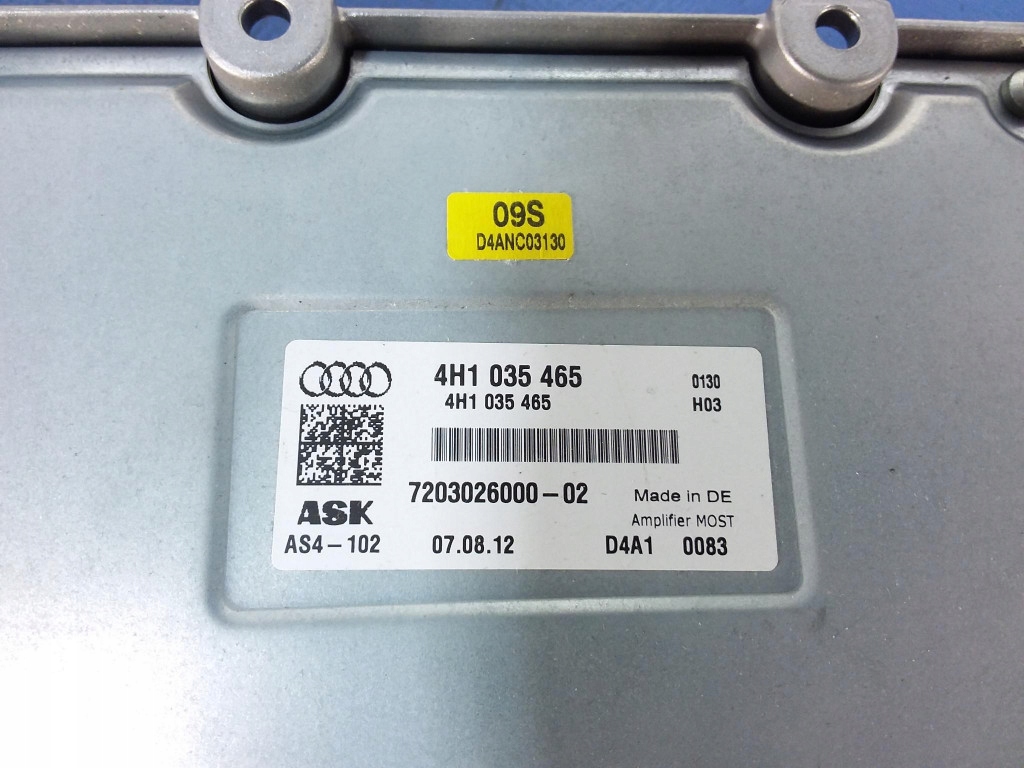 09S
D4ANC03130
4H1 035 465 0130
4H1 035 465 H03
7203026000-02 Made in DE
ASK Amplifier MOST
AS4-102 07.08.12 D4A1 0083